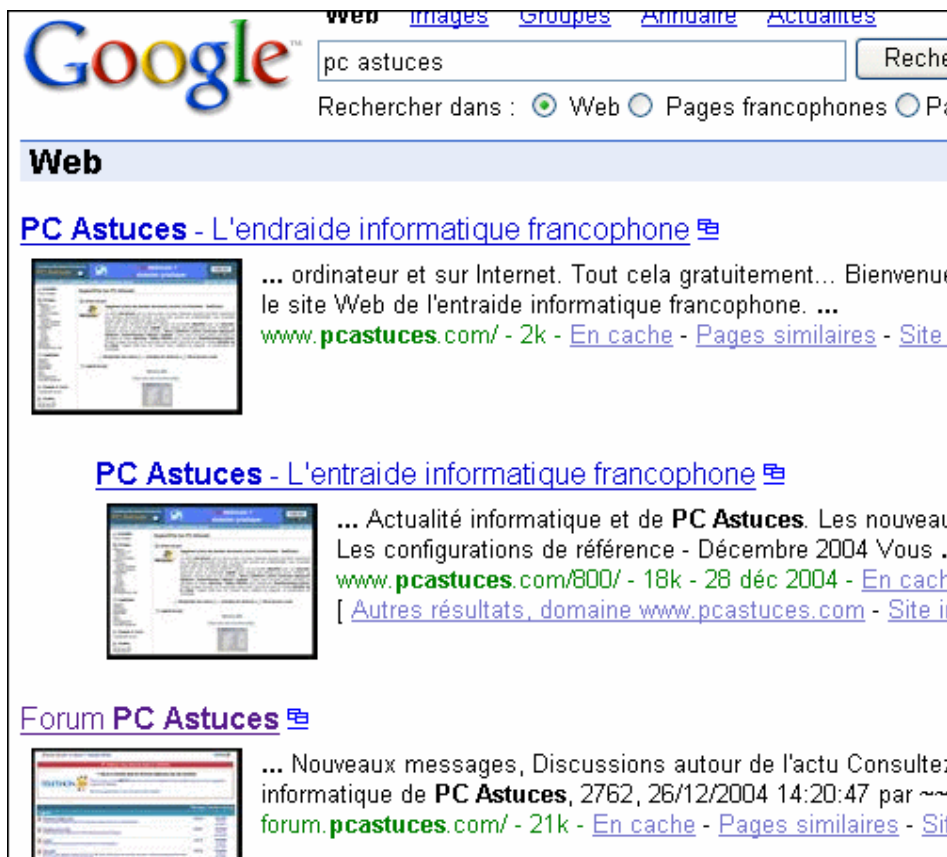 Web Images Groupes Annuaire Actualités
Google™
pc astuces Reche
Rechercher dans : Web Pages francophones Pa
Web
PC Astuces - L'endraide informatique francophone
... ordinateur et sur Internet. Tout cela gratuitement... Bienvenue
le site Web de l'entraide informatique francophone. ...
www.pcastuces.com/ - 2k - En cache - Pages similaires - Site
PC Astuces - L'entraide informatique francophone
... Actualité informatique et de PC Astuces. Les nouveau
Les configurations de référence - Décembre 2004 Vous .
www.pcastuces.com/800/ - 18k - 28 déc 2004 - En cach
[ Autres résultats, domaine www.pcastuces.com - Site i
Forum PC Astuces
... Nouveaux messages, Discussions autour de l'actu Consultez
informatique de PC Astuces, 2762, 26/12/2004 14:20:47 par ~~
forum.pcastuces.com/ - 21k - En cache - Pages similaires - Sit